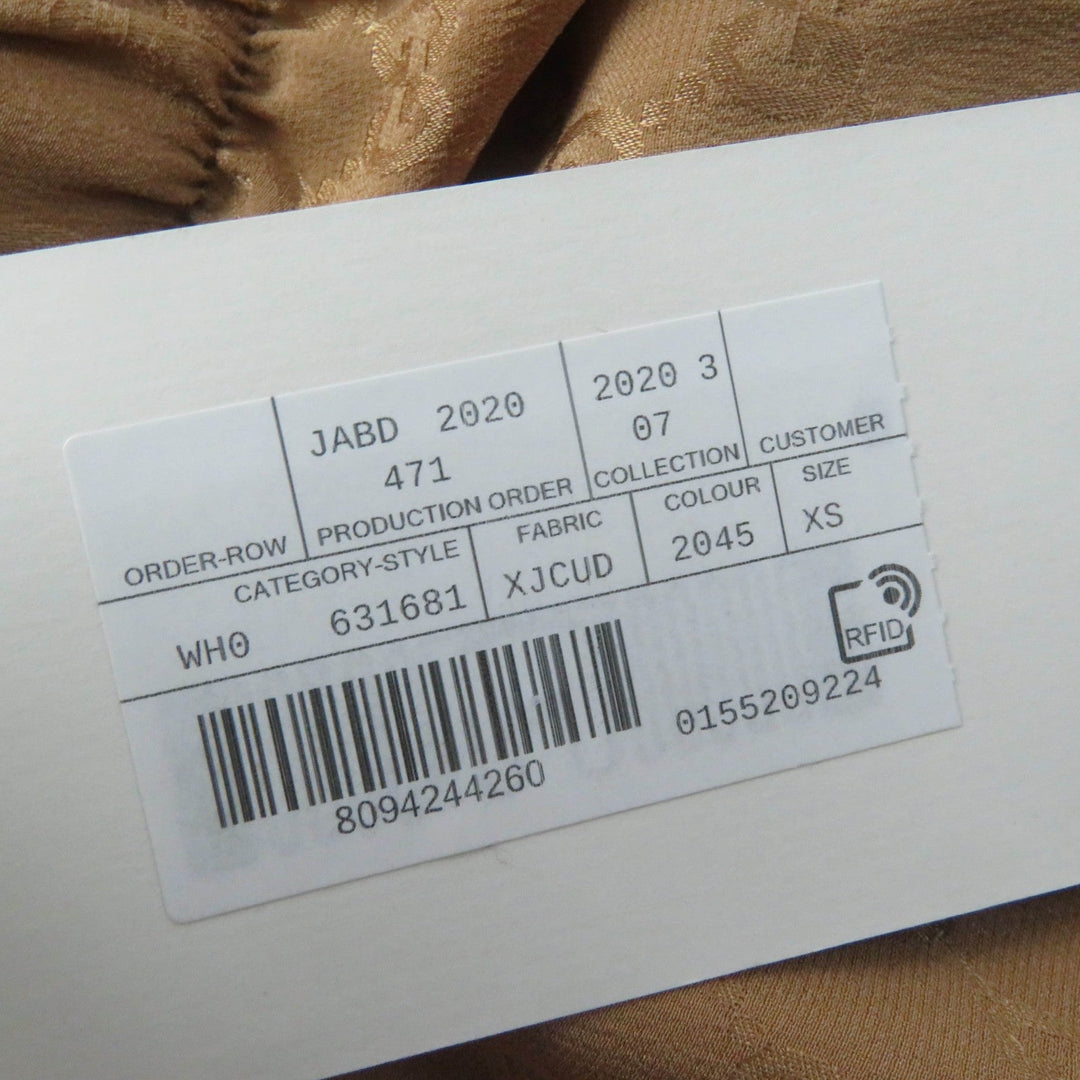 JABD 2020
471
2020 3
07
ORDER-ROW
PRODUCTION ORDER
COLLECTION
CUSTOMER
CATEGORY-STYLE
FABRIC
COLOUR
SIZE
WH0 631681
XJCUD
2045
XS
RFID
8094244260
0155209224